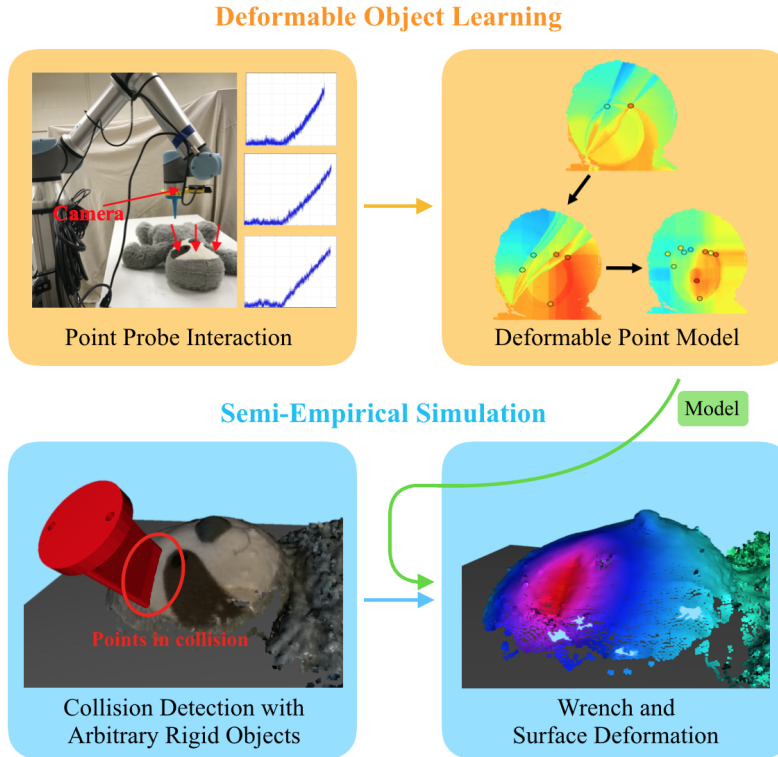 Deformable Object Learning
Camera
Point Probe Interaction
Deformable Point Model
Semi-Empirical Simulation
Model
Points in collision
Collision Detection with
Arbitrary Rigid Objects
Wrench and
Surface Deformation